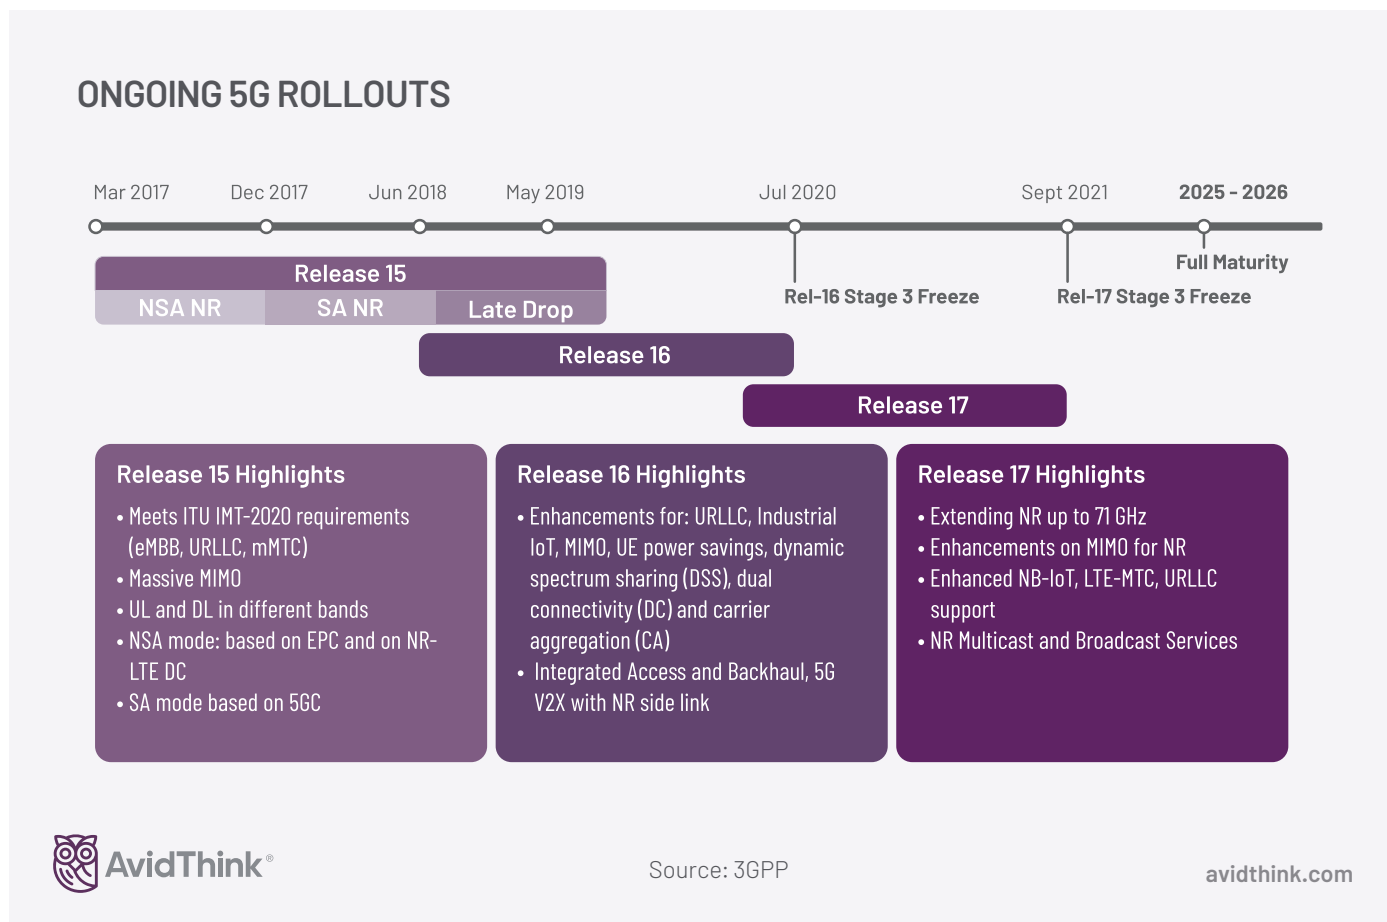 ONGOING 5G ROLLOUTS
Mar 2017
Dec 2017
Jun 2018
May 2019
Jul 2020
Sept 2021
2025 - 2026
Full Maturity
Rel-16 Stage 3 Freeze
Rel-17 Stage 3 Freeze
Release 15
NSA NR
SA NR
Late Drop
Release 16
Release 17
Release 15 Highlights
• Meets ITU IMT-2020 requirements
(eMBB, URLLC, mMTC)
• Massive MIMO
• UL and DL in different bands
• NSA mode: based on EPC and on NR-
LTE DC
• SA mode based on 5GC
Release 16 Highlights
• Enhancements for: URLLC, Industrial
IoT, MIMO, UE power savings, dynamic
spectrum sharing (DSS), dual
connectivity (DC) and carrier
aggregation (CA)
• Integrated Access and Backhaul, 5G
V2X with NR side link
Release 17 Highlights
• Extending NR up to 71 GHz
• Enhancements on MIMO for NR
• Enhanced NB-IoT, LTE-MTC, URLLC
support
• NR Multicast and Broadcast Services
AvidThink®
Source: 3GPP
avidthink.com